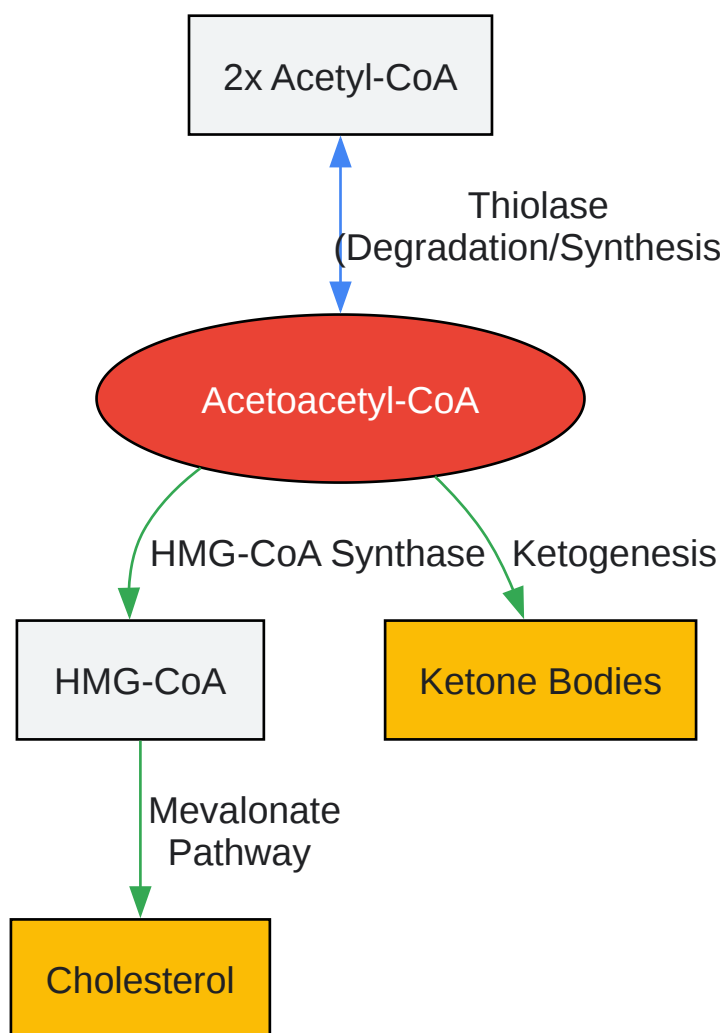 2x Acetyl-CoA
Thiolase
(Degradation/Synthesis
Acetoacetyl-CoA
HMG-CoA Synthase
Ketogenesis
HMG-CoA
Ketone Bodies
Mevalonate
Pathway
Cholesterol